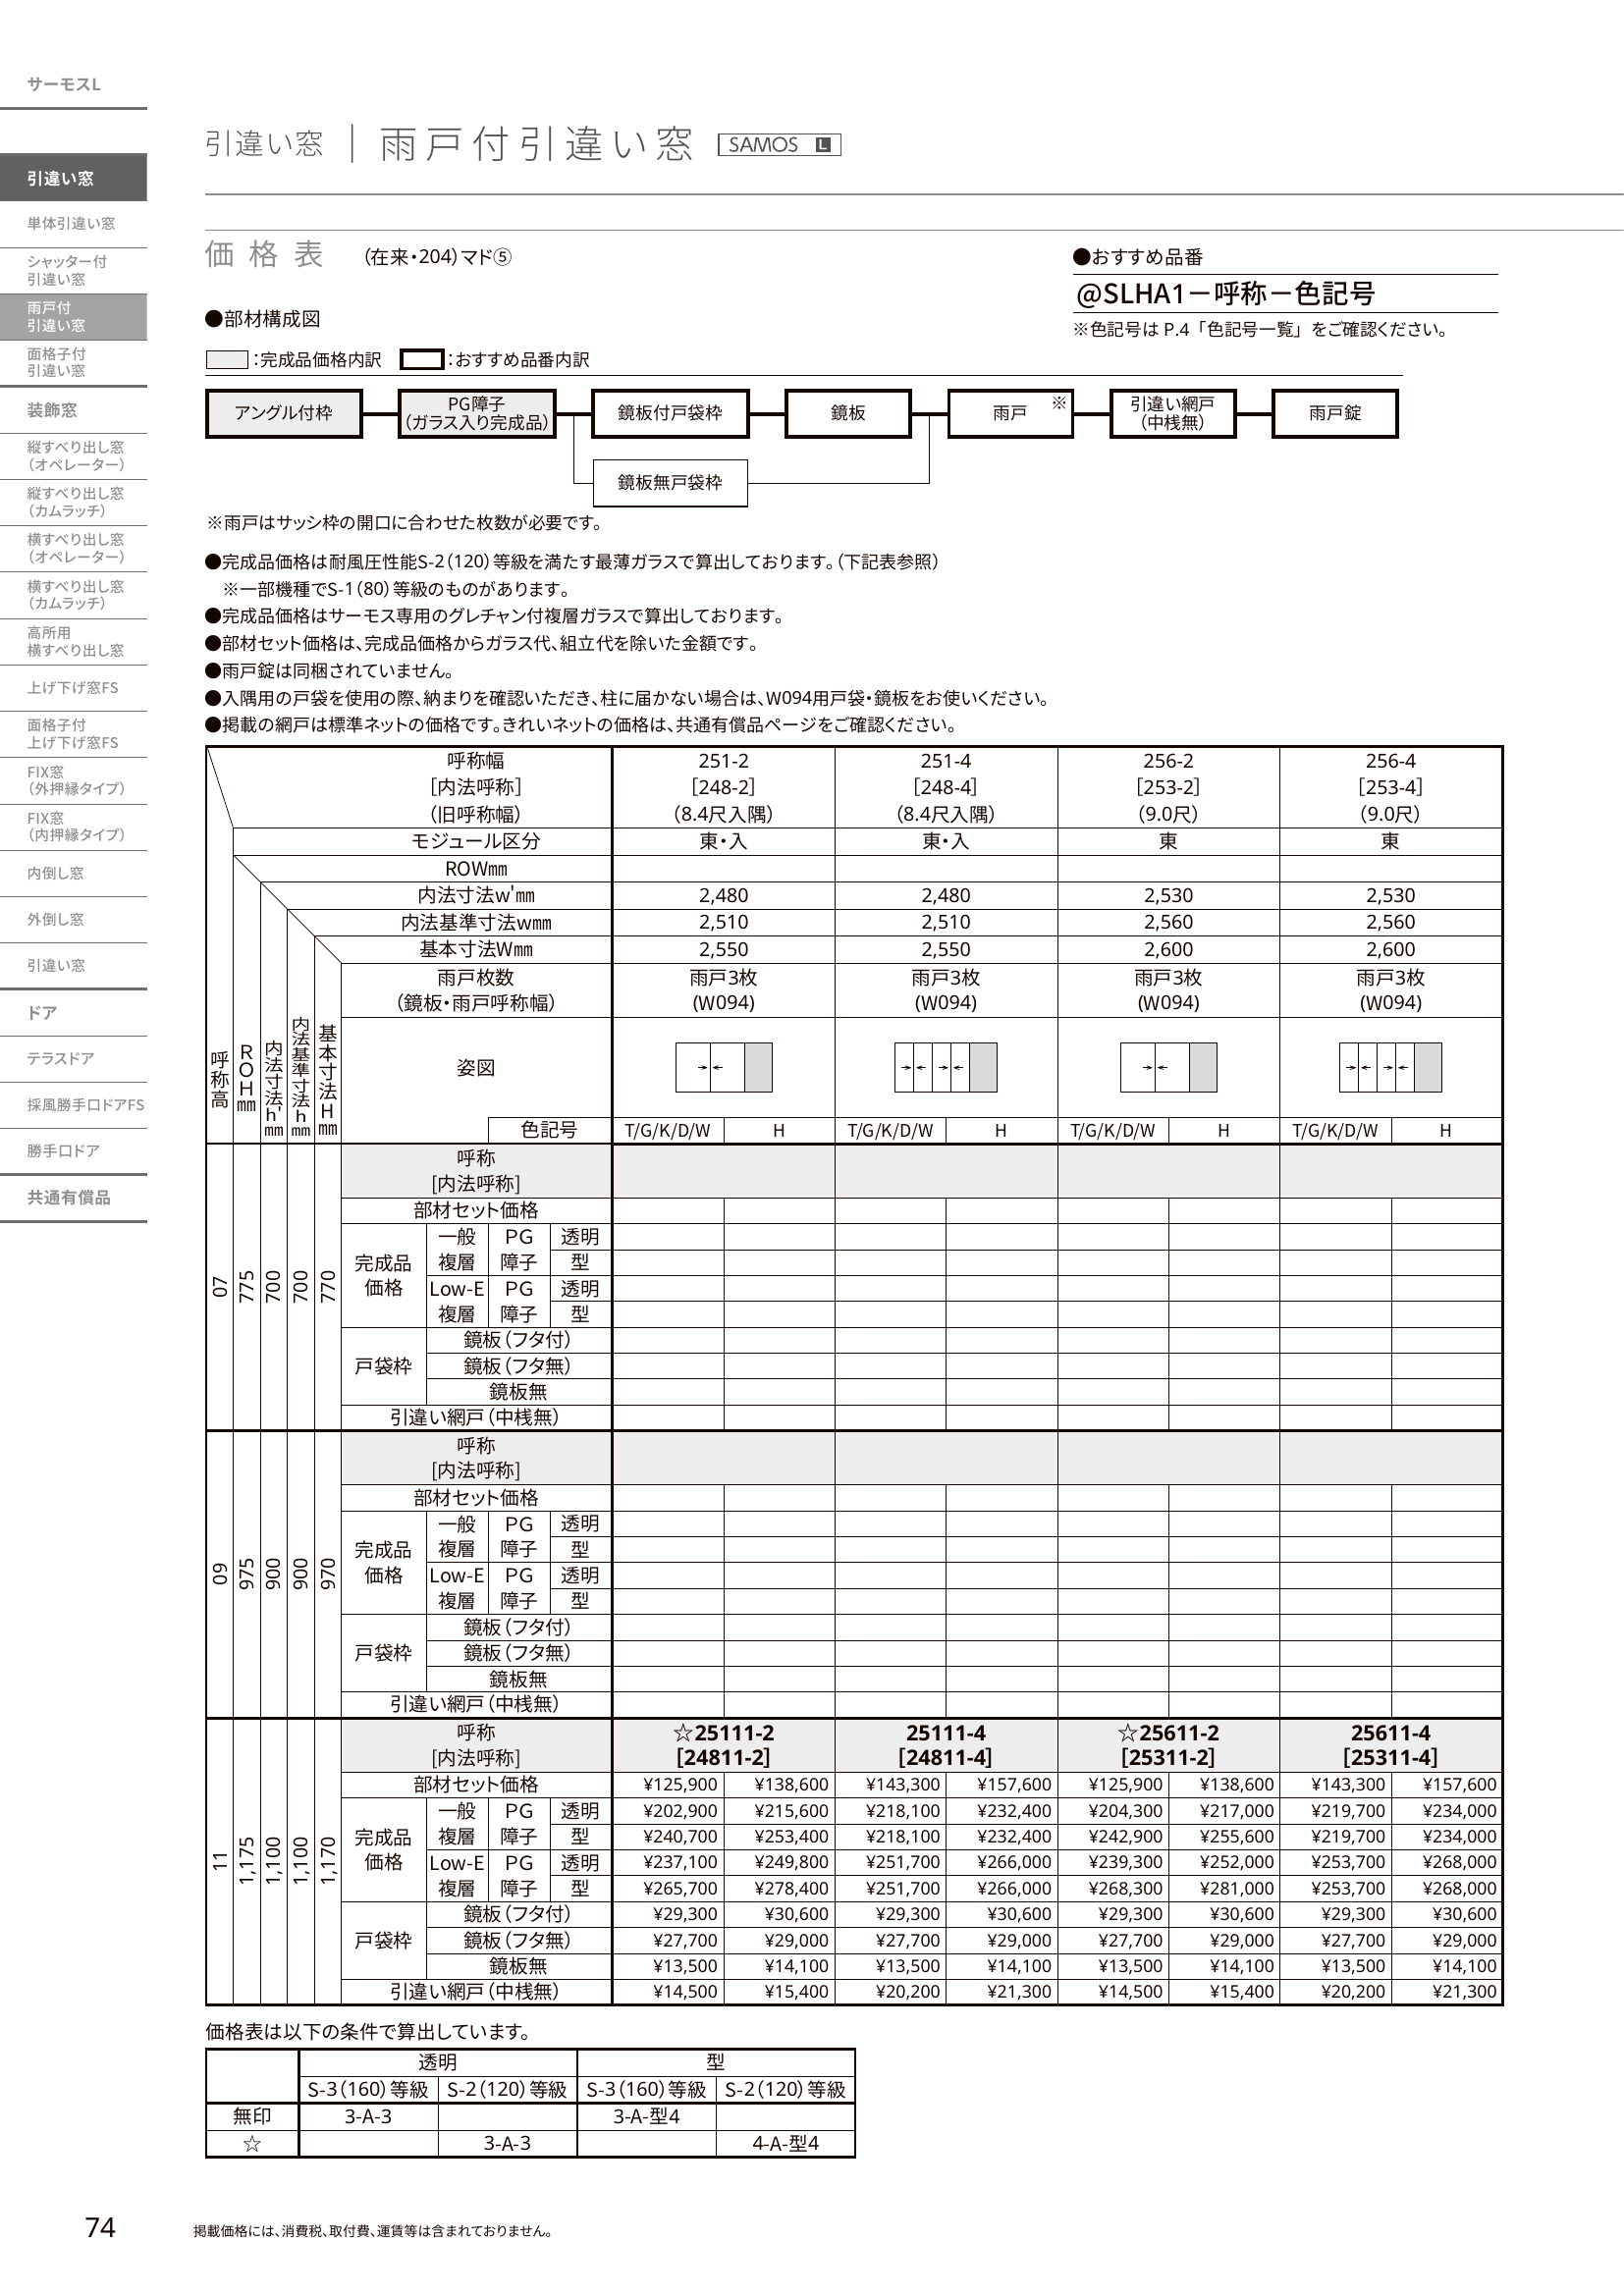 サーモスL
引違い窓
単体引違い窓
シャッター付
引違い窓
雨戸付
引違い窓
面格子付
引違い窓
装飾窓
縦すべり出し窓
（オペレーター）
縦すべり出し窓
（カムラッチ）
横すべり出し窓
（オペレーター）
横すべり出し窓
（カムラッチ）
高所用
横すべり出し窓
上げ下げ窓FS
面格子付
上げ下げ窓FS
FIX窓
（外押縁タイプ）
FIX窓
（内押縁タイプ）
内倒し窓
外倒し窓
引違い窓
ドア
テラスドア
採風勝手口ドアFS
勝手口ドア
共通有償品
引違い窓｜雨戸付引違い窓 SAMOS L
価格表 （在来・204）マド⑤
●おすすめ品番
@SLHA1－呼称－色記号
※色記号は P.4「色記号一覧」をご確認ください。
●部材構成図
：完成品価格内訳 ：おすすめ品番内訳
アングル付枠 PG障子（ガラス入り完成品） 鏡板付戸袋枠 鏡板 雨戸 ※ 引違い網戸（中桟無） 雨戸錠
鏡板無戸袋枠
※雨戸はサッシ枠の開口に合わせた枚数が必要です。
●完成品価格は耐風圧性能S-2（120）等級を満たす最薄ガラスで算出しております。（下記表参照）
※一部機種でS-1（80）等級のものがあります。
●完成品価格はサーモス専用のグレチャン付複層ガラスで算出しております。
●部材セット価格は、完成品価格からガラス代、組立代を除いた金額です。
●雨戸錠は同梱されていません。
●入隅用の戸袋を使用の際、納まりを確認いただき、柱に届かない場合は、W094用戸袋・鏡板をお使いください。
●掲載の網戸は標準ネットの価格です。きれいネットの価格は、共通有償品ページをご確認ください。
呼称幅 251-2 251-4 256-2 256-4
［内法呼称］ ［248-2］ ［248-4］ ［253-2］ ［253-4］
（旧呼称幅） （8.4尺入隅） （8.4尺入隅） （9.0尺） （9.0尺）
モジュール区分 東・入 東・入 東 東
ROW㎜
内法寸法w'㎜ 2,480 2,480 2,530 2,530
内法基準寸法w㎜ 2,510 2,510 2,560 2,560
基本寸法W㎜ 2,550 2,550 2,600 2,600
雨戸枚数 雨戸3枚 雨戸3枚 雨戸3枚 雨戸3枚
（鏡板・雨戸呼称幅） (W094) (W094) (W094) (W094)
呼称高 ROH㎜ 内法寸法h'㎜ 内法基準寸法h㎜ 基本寸法H㎜
姿図
色記号 T/G/K/D/W H T/G/K/D/W H T/G/K/D/W H T/G/K/D/W H
07 775 700 700 770
呼称
[内法呼称]
部材セット価格
完成品価格 一般複層 PG障子 透明
型
Low-E複層 PG障子 透明
型
戸袋枠 鏡板（フタ付）
鏡板（フタ無）
鏡板無
引違い網戸（中桟無）
09 975 900 900 970
呼称
[内法呼称]
部材セット価格
完成品価格 一般複層 PG障子 透明
型
Low-E複層 PG障子 透明
型
戸袋枠 鏡板（フタ付）
鏡板（フタ無）
鏡板無
引違い網戸（中桟無）
11 1,175 1,100 1,100 1,170
呼称 ☆25111-2 25111-4 ☆25611-2 25611-4
[内法呼称] [24811-2] [24811-4] [25311-2] [25311-4]
部材セット価格 ¥125,900 ¥138,600 ¥143,300 ¥157,600 ¥125,900 ¥138,600 ¥143,300 ¥157,600
完成品価格 一般複層 PG障子 透明 ¥202,900 ¥215,600 ¥218,100 ¥232,400 ¥204,300 ¥217,000 ¥219,700 ¥234,000
型 ¥240,700 ¥253,400 ¥218,100 ¥232,400 ¥242,900 ¥255,600 ¥219,700 ¥234,000
Low-E複層 PG障子 透明 ¥237,100 ¥249,800 ¥251,700 ¥266,000 ¥239,300 ¥252,000 ¥253,700 ¥268,000
型 ¥265,700 ¥278,400 ¥251,700 ¥266,000 ¥268,300 ¥281,000 ¥253,700 ¥268,000
戸袋枠 鏡板（フタ付） ¥29,300 ¥30,600 ¥29,300 ¥30,600 ¥29,300 ¥30,600 ¥29,300 ¥30,600
鏡板（フタ無） ¥27,700 ¥29,000 ¥27,700 ¥29,000 ¥27,700 ¥29,000 ¥27,700 ¥29,000
鏡板無 ¥13,500 ¥14,100 ¥13,500 ¥14,100 ¥13,500 ¥14,100 ¥13,500 ¥14,100
引違い網戸（中桟無） ¥14,500 ¥15,400 ¥20,200 ¥21,300 ¥14,500 ¥15,400 ¥20,200 ¥21,300
価格表は以下の条件で算出しています。
透明 型
S-3（160）等級 S-2（120）等級 S-3（160）等級 S-2（120）等級
無印 3-A-3 3-A-型4
☆ 3-A-3 4-A-型4
74
掲載価格には、消費税、取付費、運賃等は含まれておりません。